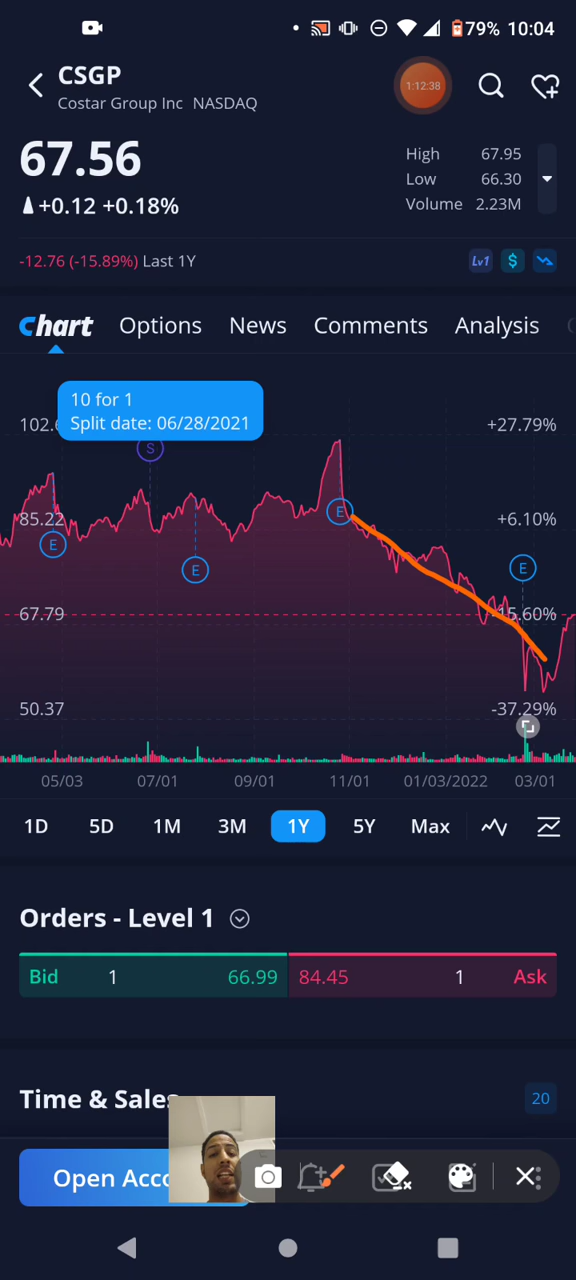 79% 10:04
CSGP
Costar Group Inc NASDAQ
1:12:38
67.56
+0.12 +0.18%
High 67.95
Low 66.30
Volume 2.23M
-12.76 (-15.89%) Last 1Y
Lv1 $
Chart Options News Comments Analysis
10 for 1
Split date: 06/28/2021
102. +27.79%
S
85.22 +6.10%
E E E E
67.79 -15.60%
50.37 -37.29%
05/03 07/01 09/01 11/01 01/03/2022 03/01
1D 5D 1M 3M 1Y 5Y Max
Orders - Level 1
Bid 1 66.99 84.45 1 Ask
Time & Sales
20
Open Acco